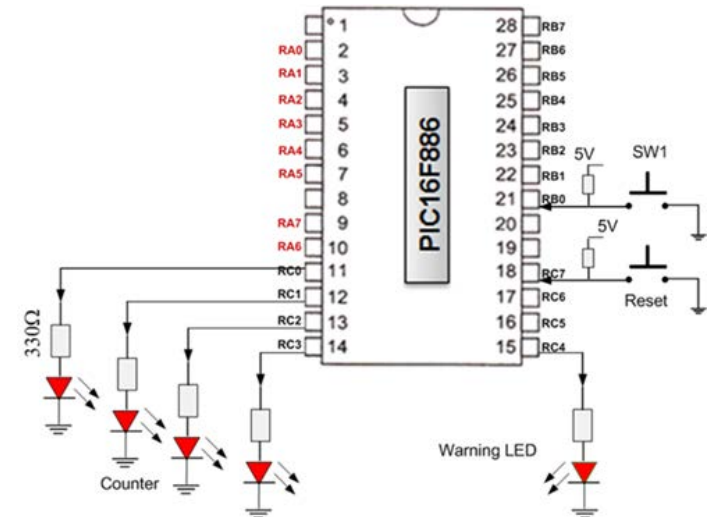 1 28 RB7
RA0 2 27 RB6
RA1 3 26 RB5
RA2 4 25 RB4
RA3 5 24 RB3
RA4 6 23 RB2 5V SW1
RA5 7 22 RB1
8 21 RB0
RA7 9 20 5V
RA6 10 19
RC0 11 18 RC7
RC1 12 17 RC6 Reset
RC2 13 16 RC5
RC3 14 15 RC4
PIC16F886
330Ω
Counter
Warning LED